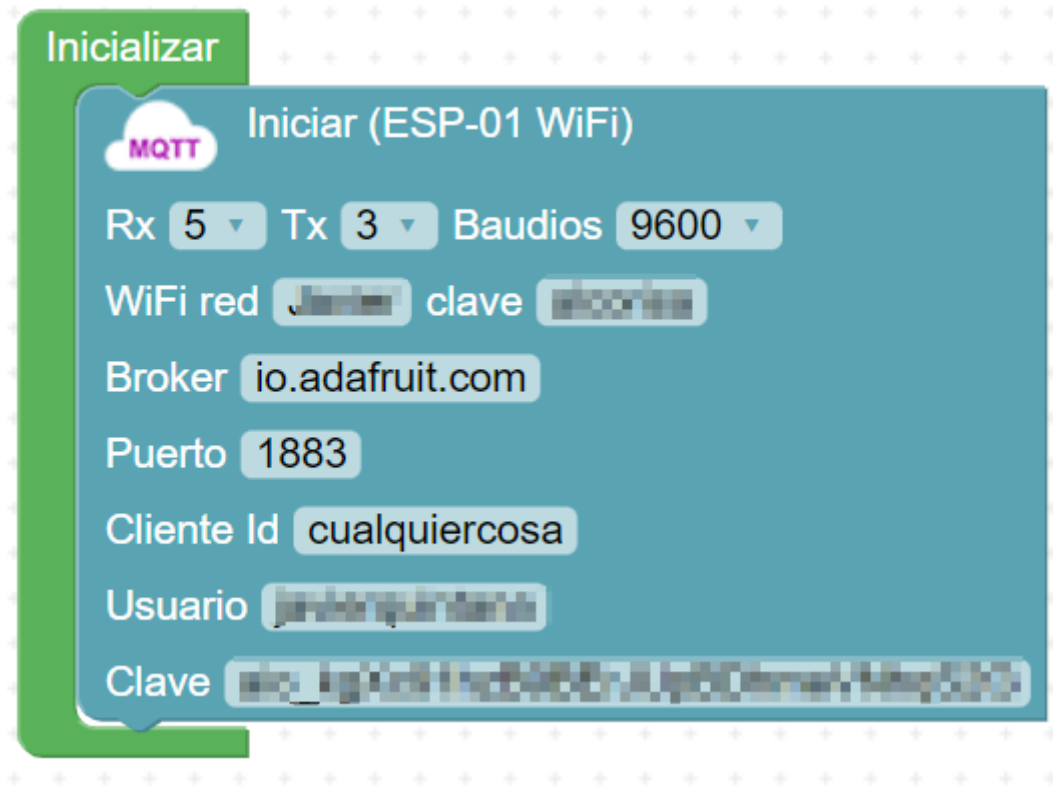 Inicializar
MQTT Iniciar (ESP-01 WiFi)
Rx 5 Tx 3 Baudios 9600
WiFi red clave
Broker io.adafruit.com
Puerto 1883
Cliente Id cualquiercosa
Usuario
Clave